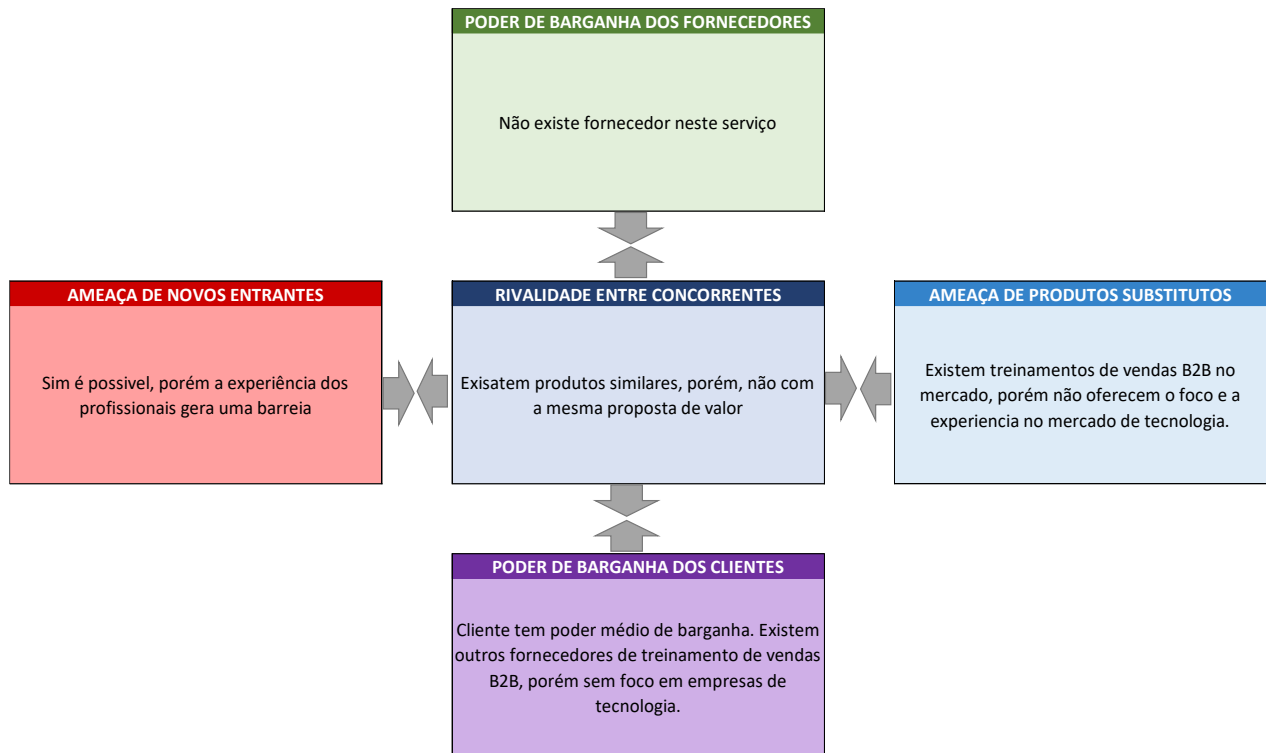 PODER DE BARGANHA DOS FORNECEDORES
Não existe fornecedor neste serviço
AMEAÇA DE NOVOS ENTRANTES
Sim é possivel, porém a experiência dos
profissionais gera uma barreia
RIVALIDADE ENTRE CONCORRENTES
Exisatem produtos similares, porém, não com
a mesma proposta de valor
AMEAÇA DE PRODUTOS SUBSTITUTOS
Existem treinamentos de vendas B2B no
mercado, porém não oferecem o foco e a
experiencia no mercado de tecnologia.
PODER DE BARGANHA DOS CLIENTES
Cliente tem poder médio de barganha. Existem
outros fornecedores de treinamento de vendas
B2B, porém sem foco em empresas de
tecnologia.